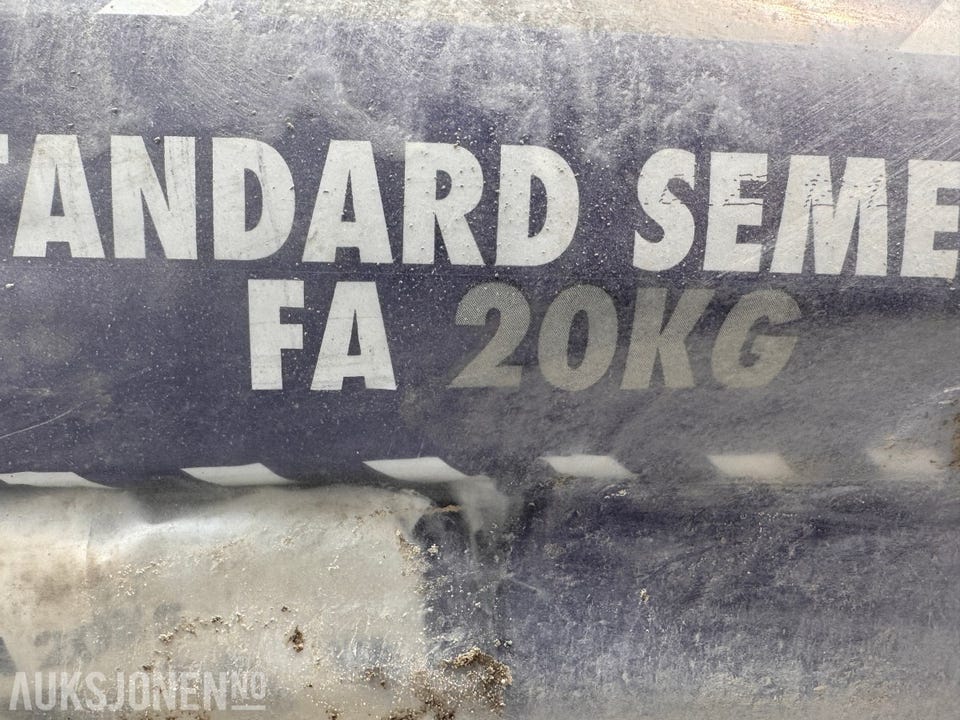 TANDARD SEME
FA 20KG
AUKSJONEN.NO